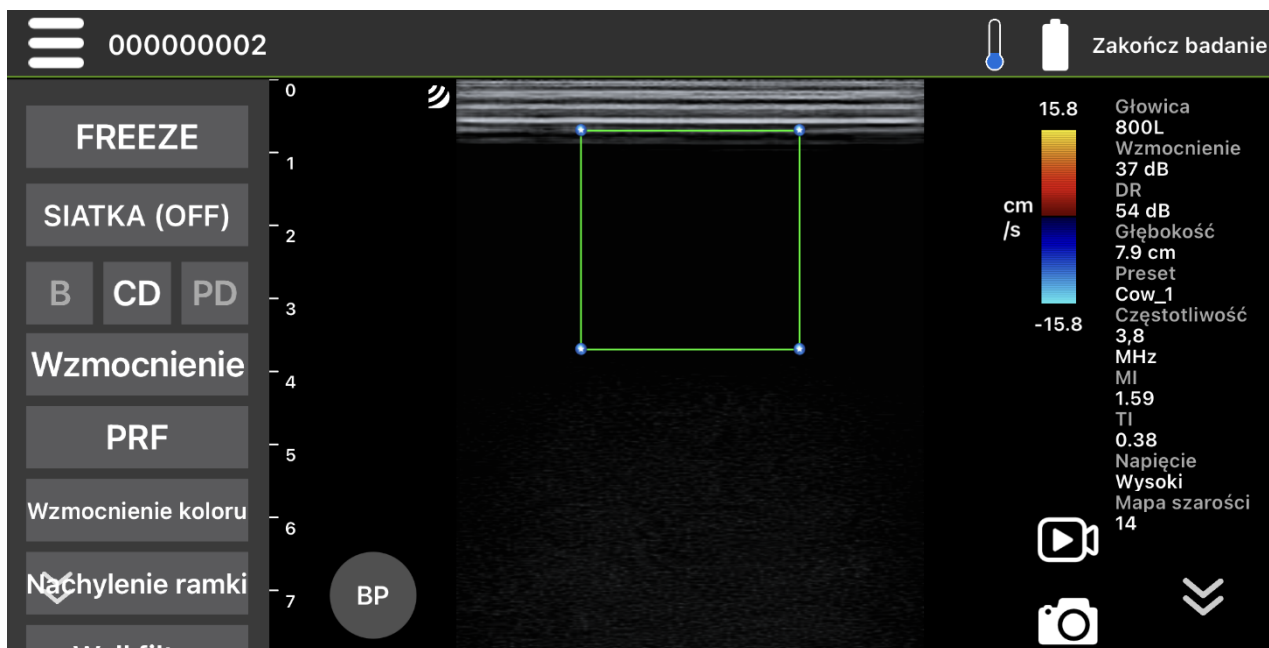 000000002
Zakończ badanie
FREEZE
SIATKA (OFF)
B CD PD
Wzmocnienie
PRF
Wzmocnienie koloru
Nachylenie ramki
0
1
2
3
4
5
6
7
BP
15.8
cm
/s
-15.8
Głowica
800L
Wzmocnienie
37 dB
DR
54 dB
Głębokość
7.9 cm
Preset
Cow_1
Częstotliwość
3,8
MHz
MI
1.59
TI
0.38
Napięcie
Wysoki
Mapa szarości
14